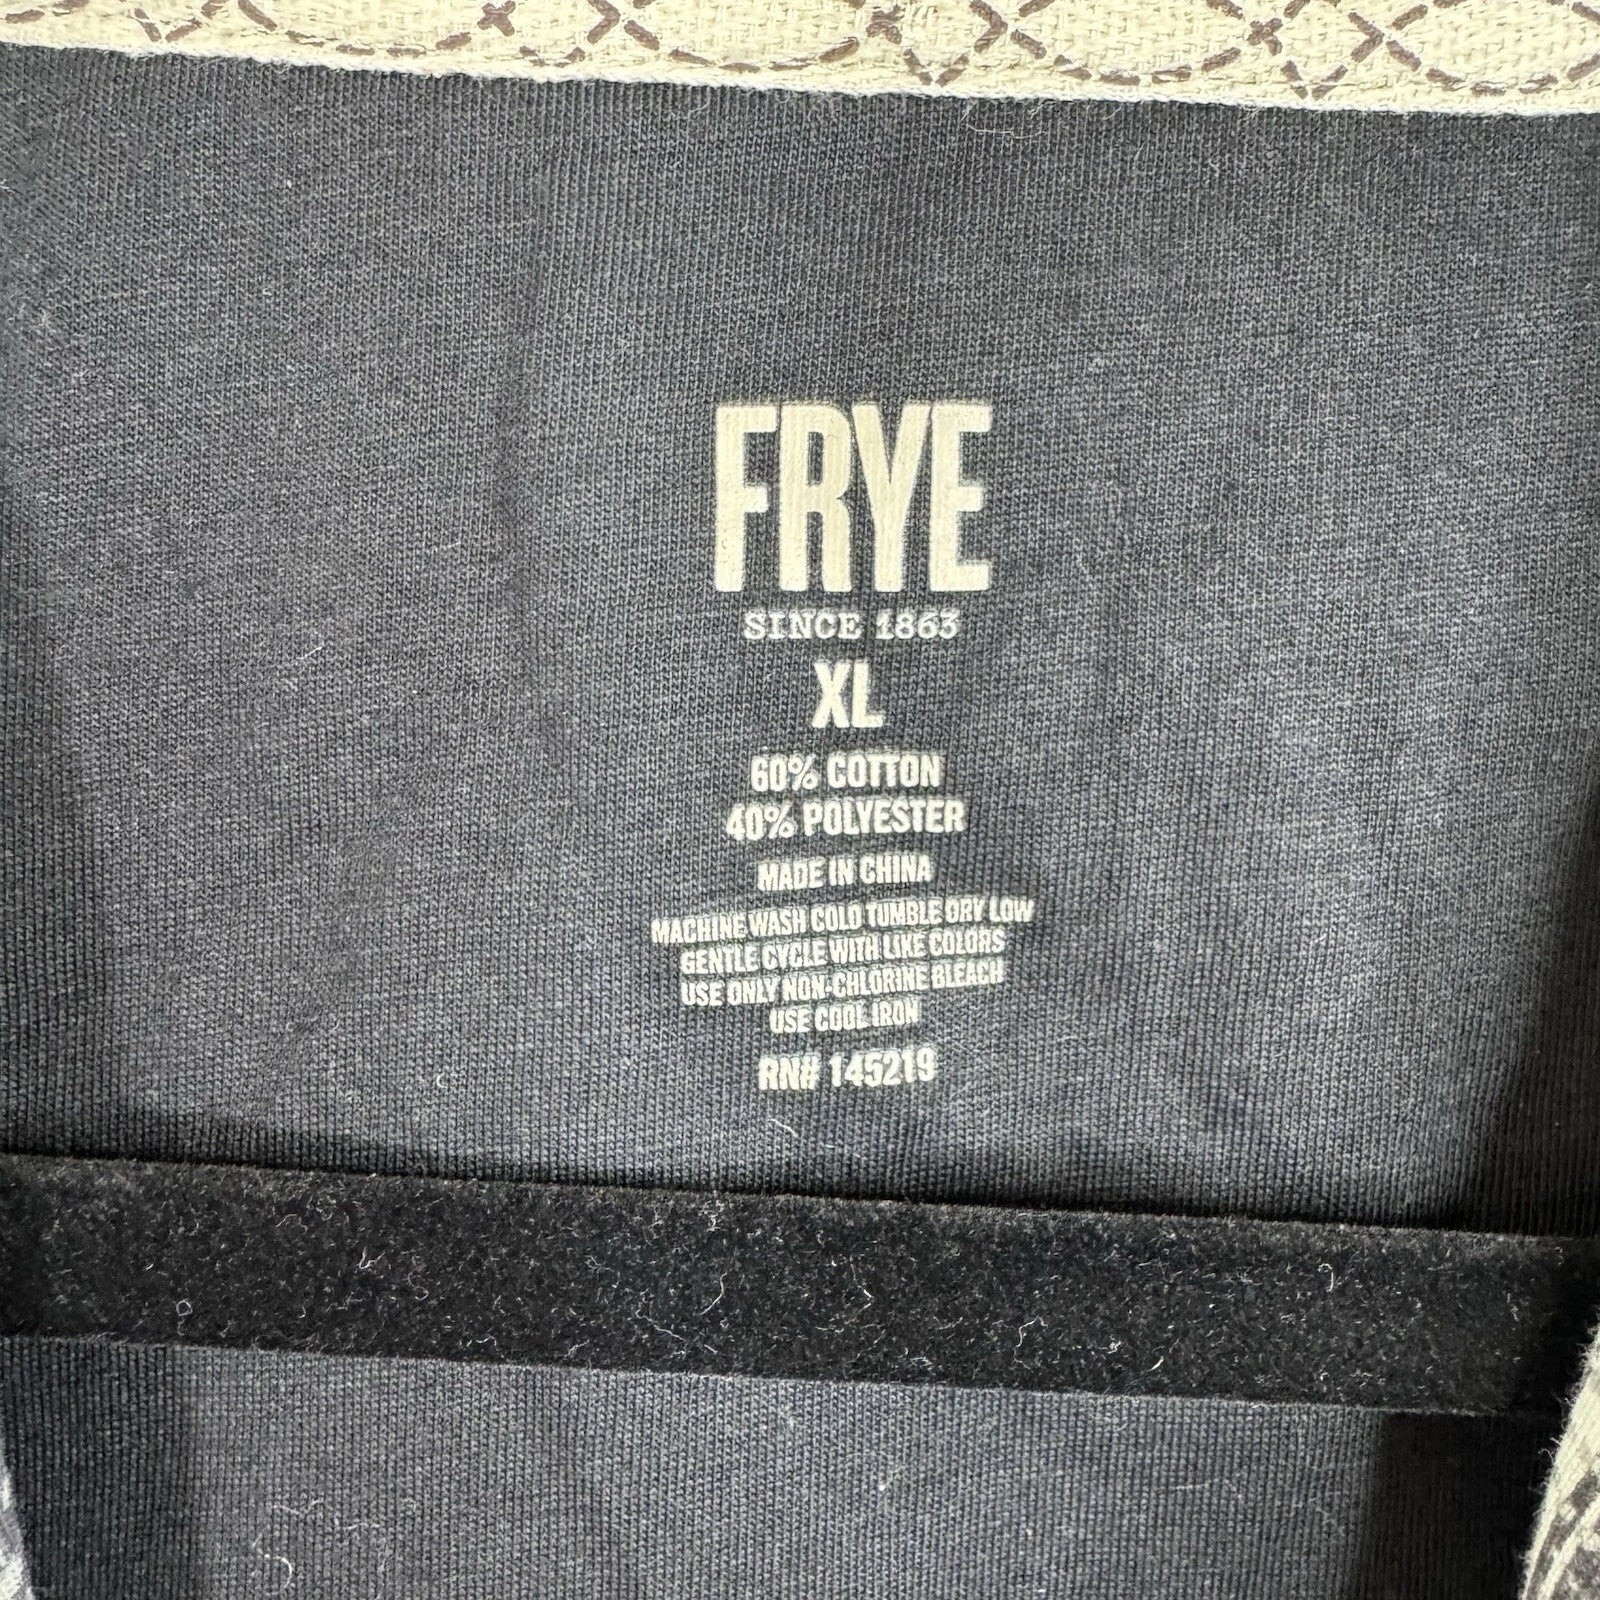 FRYE
SINCE 1863
XL
60% COTTON
40% POLYESTER
MADE IN CHINA
MACHINE WASH COLD TUMBLE DRY LOW
GENTLE CYCLE WITH LIKE COLORS
USE ONLY NON-CHLORINE BLEACH
USE COOL IRON
RN# 145219